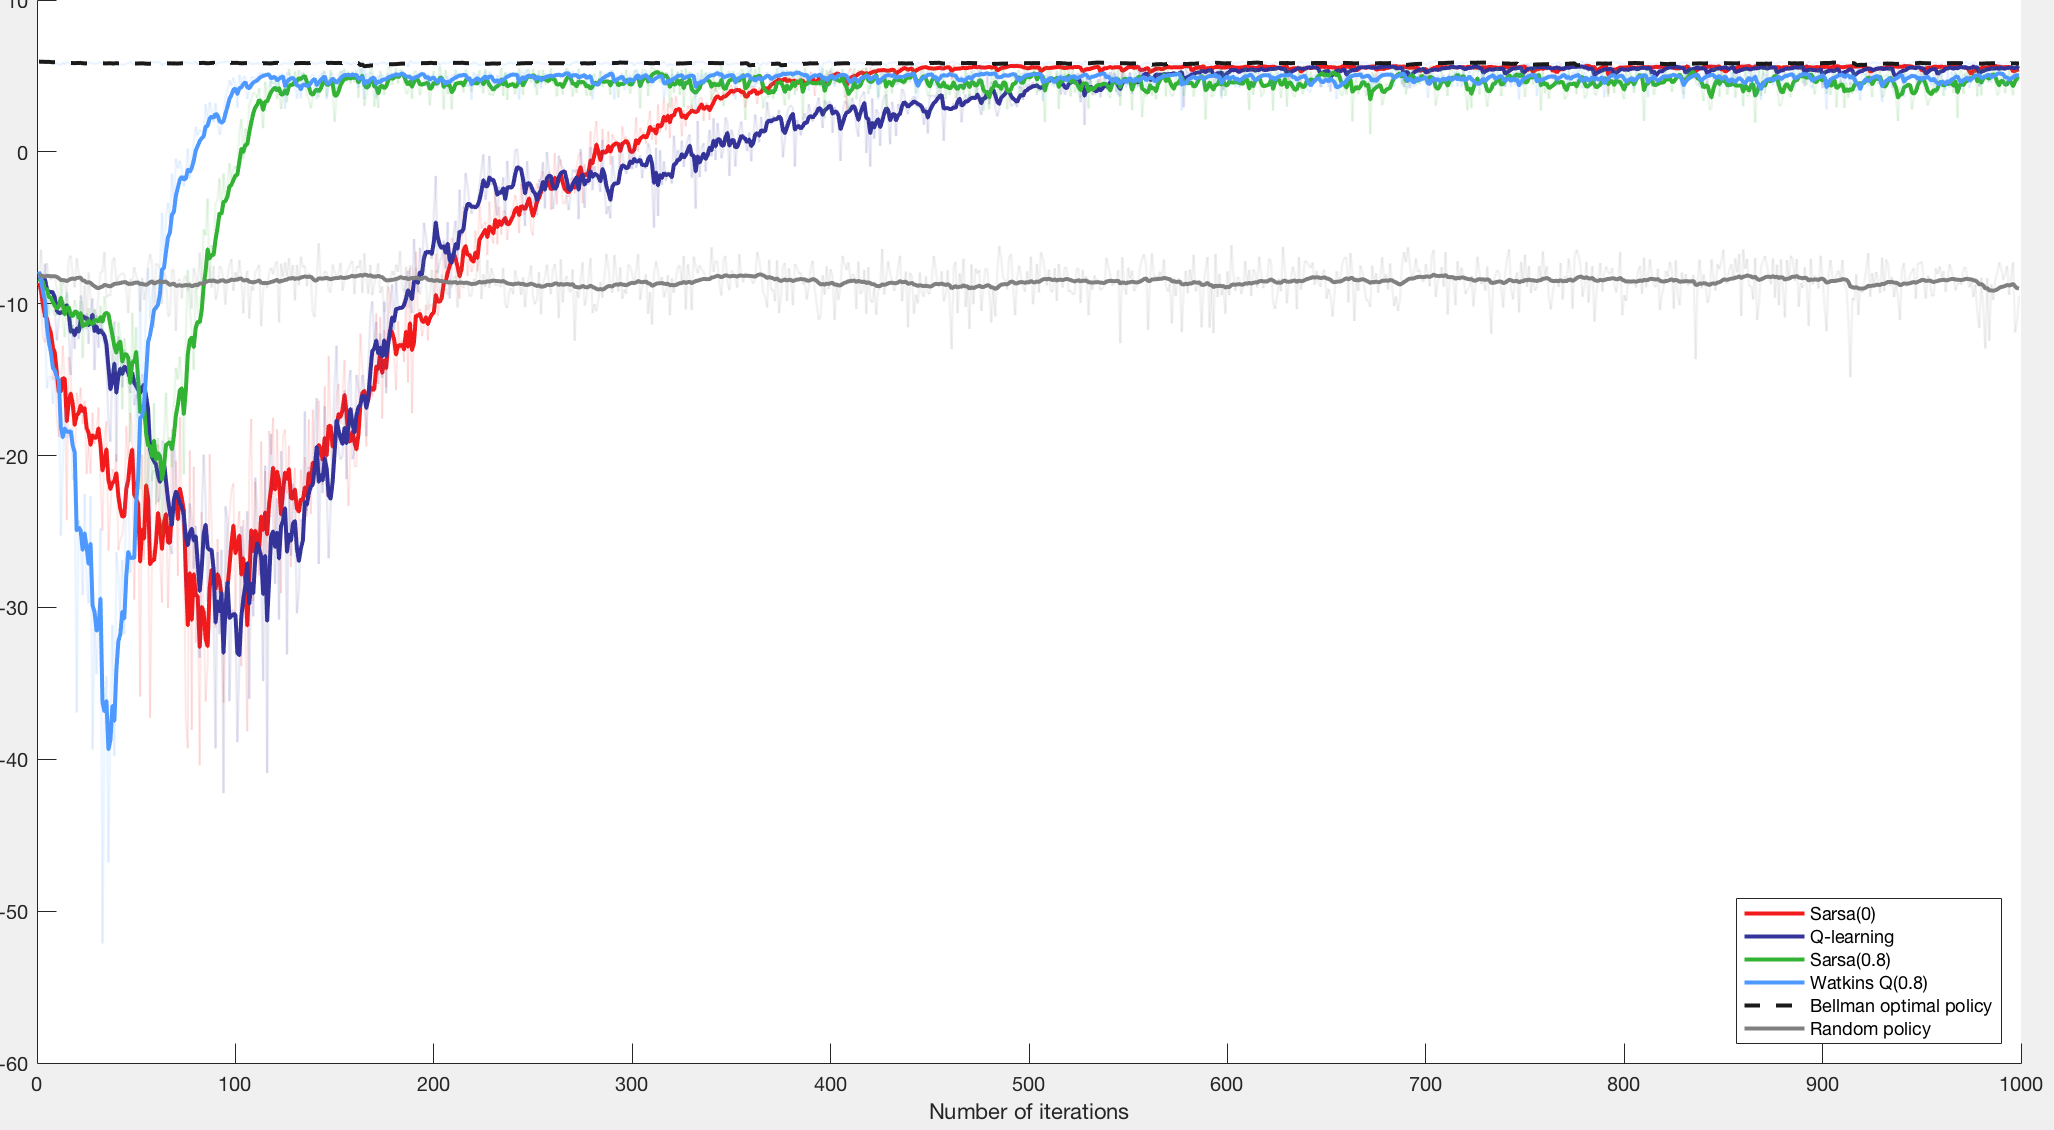 10
0
-10
-20
-30
-40
-50
-60
0 100 200 300 400 500 600 700 800 900 1000
Number of iterations
Sarsa(0)
Q-learning
Sarsa(0.8)
Watkins Q(0.8)
Bellman optimal policy
Random policy